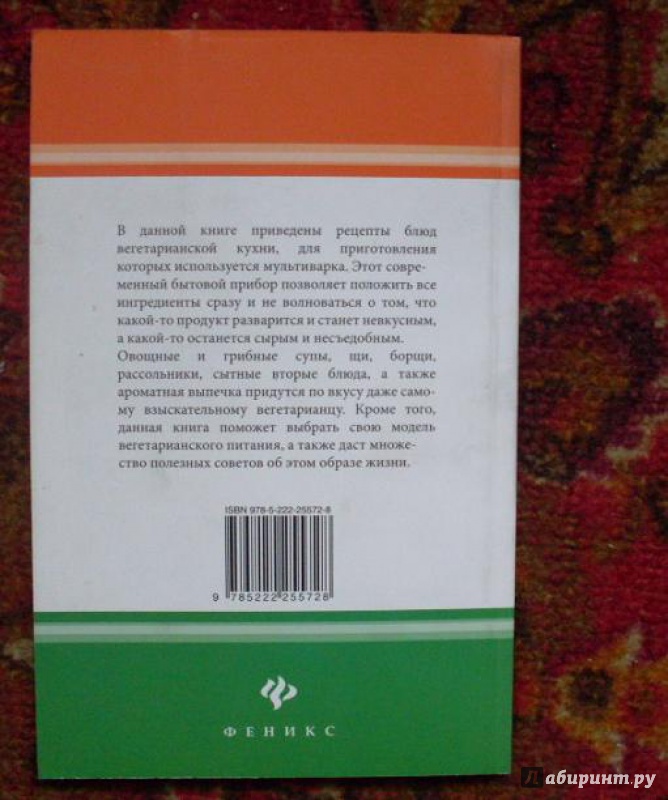 В данной книге приведены рецепты блюд
вегетарианской кухни, для приготовления
которых используется мультиварка. Этот совре-
менный бытовой прибор позволяет положить все
ингредиенты сразу и не волноваться о том, что
какой-то продукт разварится и станет невкусным,
а какой-то останется сырым и несъедобным.
Овощные и грибные супы, щи, борщи,
рассольники, сытные вторые блюда, а также
ароматная выпечка придутся по вкусу даже само-
му взыскательному вегетарианцу. Кроме того,
данная книга поможет выбрать свою модель
вегетарианского питания, а также даст множе-
ство полезных советов об этом образе жизни.
ISBN 978-5-222-25572-8
9 785222 255728
ФЕНИКС
Лабиринт.ру